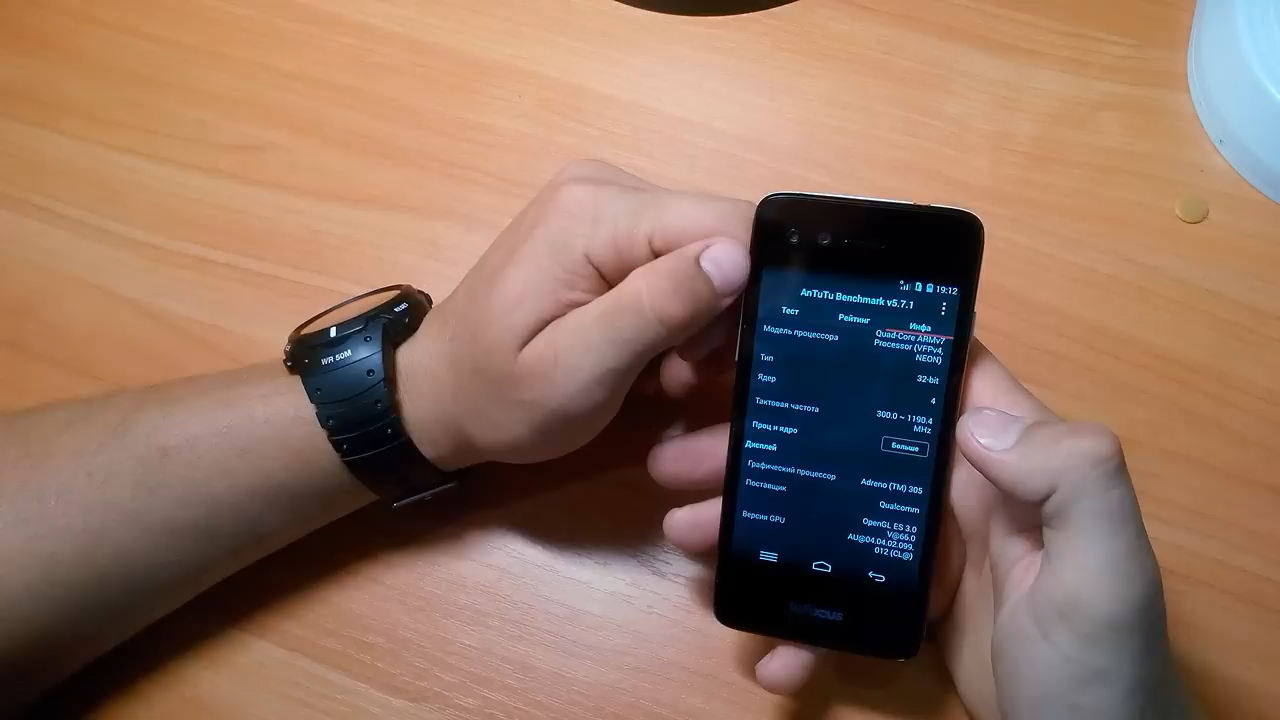 WR 50M
19:12
AnTuTu Benchmark v5.7.1
Тест
Рейтинг
Инфа
Модель процессора
Quad-Core ARMv7
Processor (VFPv4,
NEON)
Тип
32-bit
Ядер
4
Тактовая частота
300.0 ~ 1190.4
MHz
Проц и ядро
Больше
Дисплей
Графический процессор
Adreno (TM) 305
Поставщик
Qualcomm
Версия GPU
OpenGL ES 3.0
V@66.0
AU@04.04.02.099.
012 (CL@)
InFocus